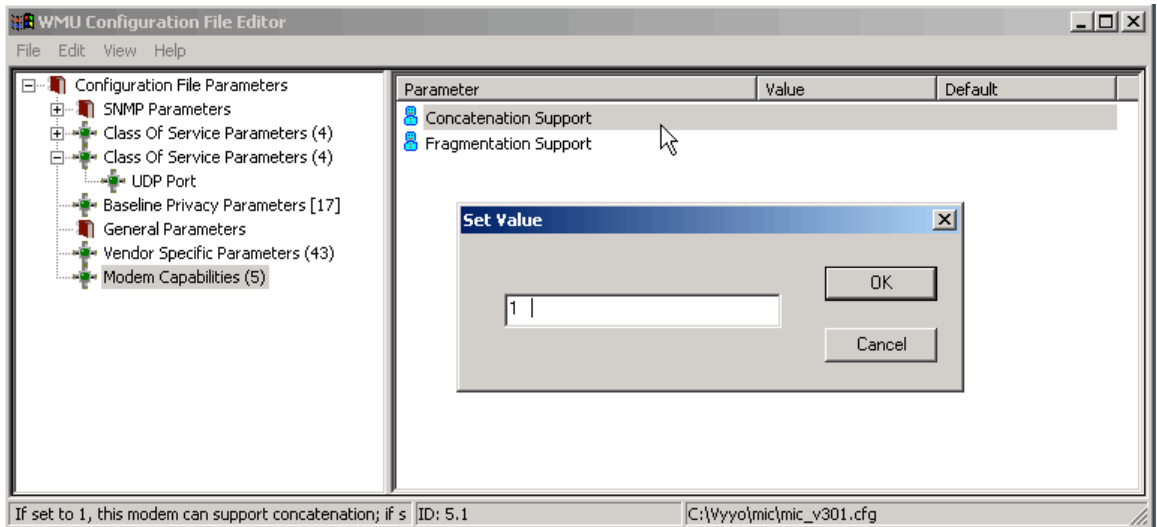 WMU Configuration File Editor
File Edit View Help
Configuration File Parameters
SNMP Parameters
Class Of Service Parameters (4)
Class Of Service Parameters (4)
UDP Port
Baseline Privacy Parameters [17]
General Parameters
Vendor Specific Parameters (43)
Modem Capabilities (5)
Parameter Value Default
Concatenation Support
Fragmentation Support
Set Value
1
OK
Cancel
If set to 1, this modem can support concatenation; if s ID: 5.1 C:\Vyyo\mic\mic_v301.cfg